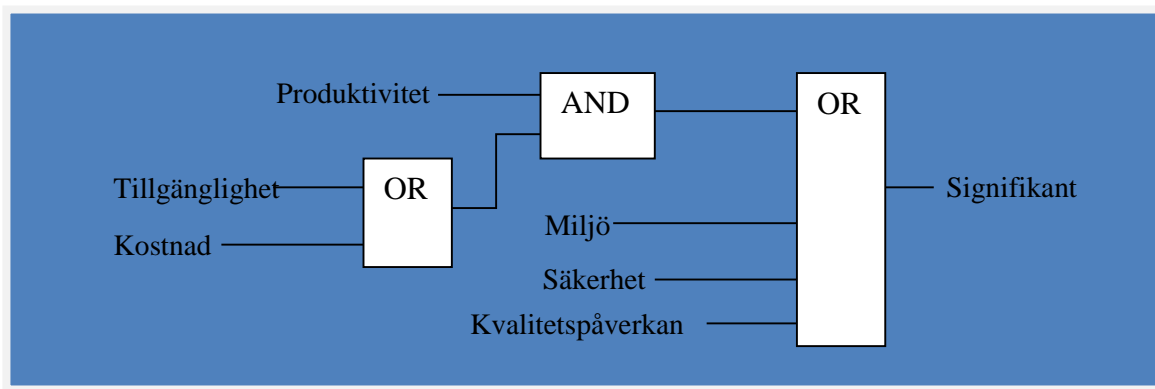 Produktivitet
AND
OR
Tillgänglighet
OR
Signifikant
Miljö
Kostnad
Säkerhet
Kvalitetspåverkan